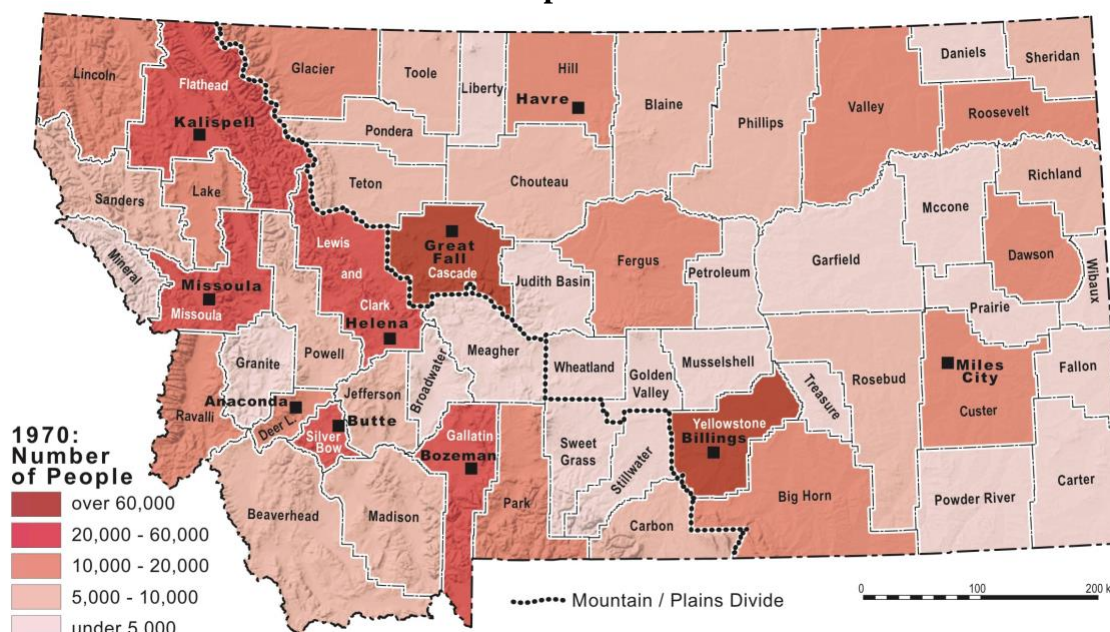 Lincoln
Flathead
Kalispell
Glacier
Toole
Liberty
Hill
Havre
Blaine
Phillips
Valley
Daniels
Sheridan
Roosevelt
Pondera
Teton
Chouteau
Sanders
Lake
Richland
Mccone
Mineral
Missoula
Missoula
Lewis
and
Clark
Helena
Great
Fall
Cascade
Judith Basin
Fergus
Petroleum
Garfield
Dawson
Prairie
Wibaux
Granite
Powell
Broadwater
Meagher
Wheatland
Golden
Valley
Musselshell
Treasure
Rosebud
Miles
City
Custer
Fallon
Ravalli
Anaconda
Deer L.
Jefferson
Silver
Bow
Butte
Gallatin
Bozeman
Park
Sweet
Grass
Stillwater
Yellowstone
Billings
Big Horn
Powder River
Carter
Beaverhead
Madison
Carbon
1970:
Number
of People
over 60,000
20,000 - 60,000
10,000 - 20,000
5,000 - 10,000
under 5,000
Mountain / Plains Divide
0 100 200 k